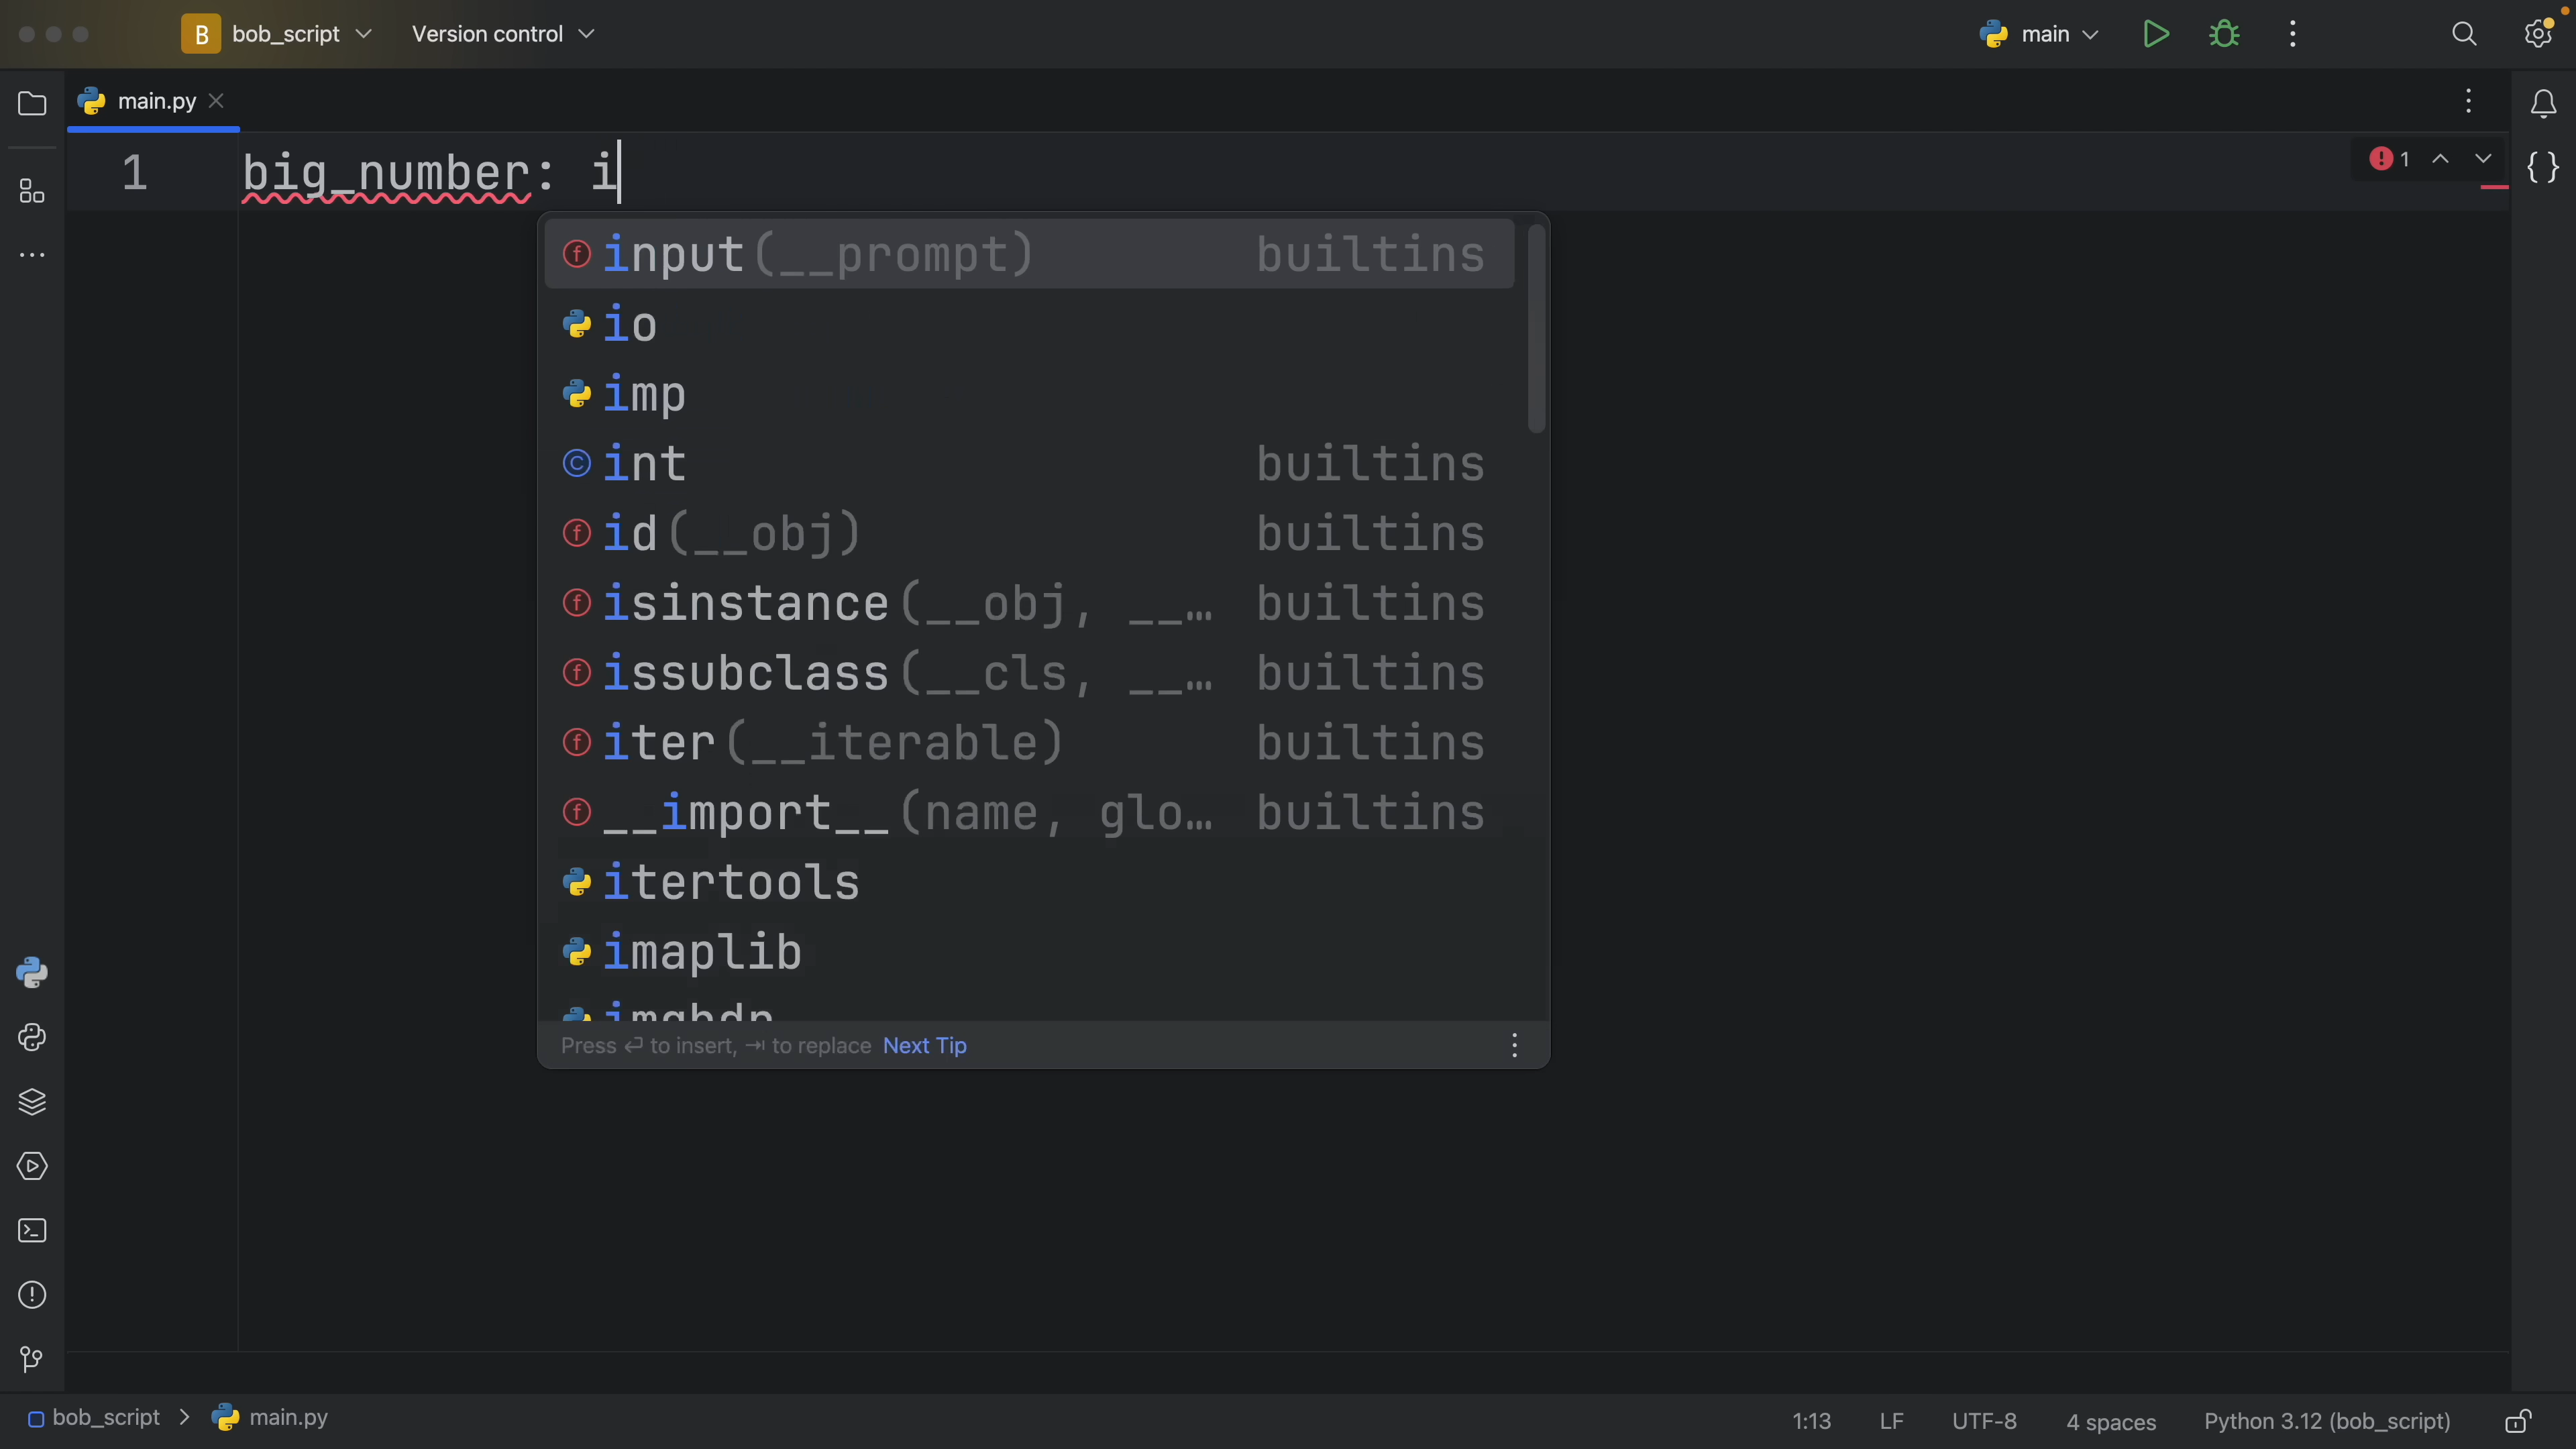 B bob_script Version control main
main.py
1 big_number: i
1
input(__prompt) builtins
io
imp
int builtins
id(__obj) builtins
isinstance(__obj, __… builtins
issubclass(__cls, __… builtins
iter(__iterable) builtins
__import__(name, glo… builtins
itertools
imaplib
Press ↵ to insert, ⇥ to replace Next Tip
bob_script > main.py 1:13 LF UTF-8 4 spaces Python 3.12 (bob_script)